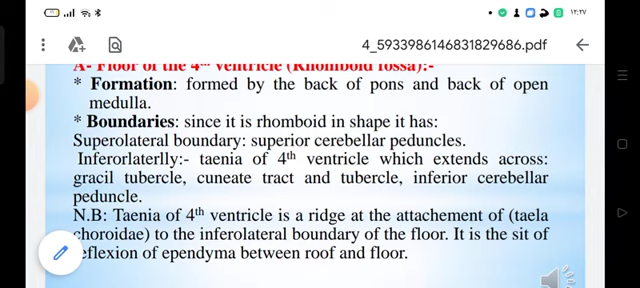 ١٢:٢٧
4_5933986146831829686.pdf
A- Floor of the 4th ventricle (Rhomboid fossa):-
* Formation: formed by the back of pons and back of open
medulla.
* Boundaries: since it is rhomboid in shape it has:
Superolateral boundary: superior cerebellar peduncles.
Inferorlaterlly:- taenia of 4th ventricle which extends across:
gracil tubercle, cuneate tract and tubercle, inferior cerebellar
peduncle.
N.B: Taenia of 4th ventricle is a ridge at the attachement of (taela
choroidae) to the inferolateral boundary of the floor. It is the sit of
eflexion of ependyma between roof and floor.